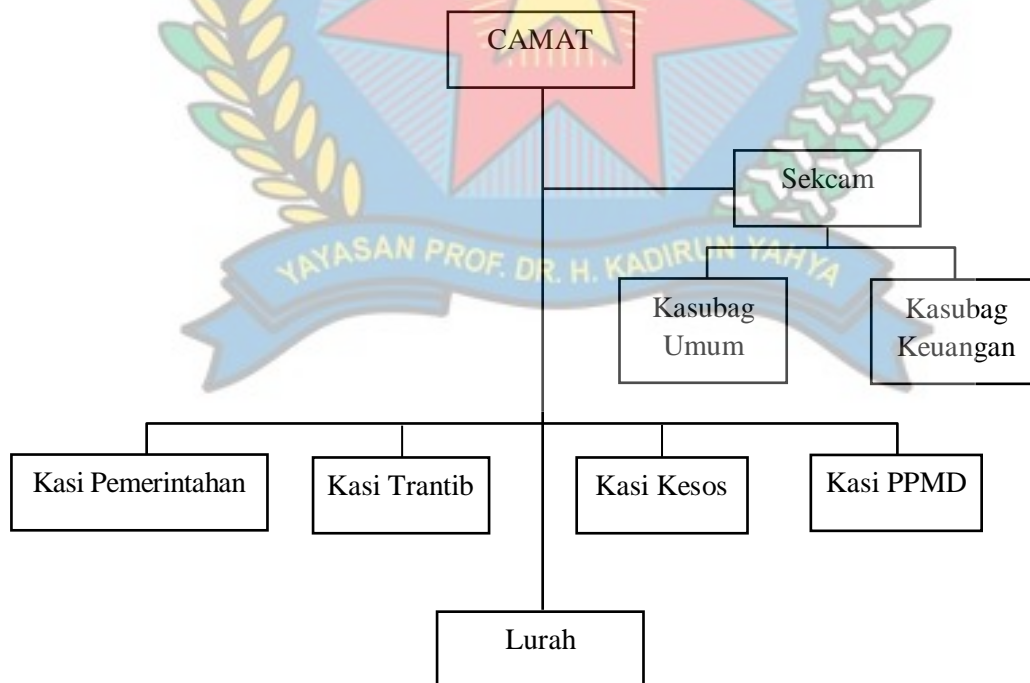 CAMAT
Sekcam
YAYASAN PROF. DR. H. KADIRUN YAHYA
Kasubag
Umum
Kasubag
Keuangan
Kasi Pemerintahan
Kasi Trantib
Kasi Kesos
Kasi PPMD
Lurah